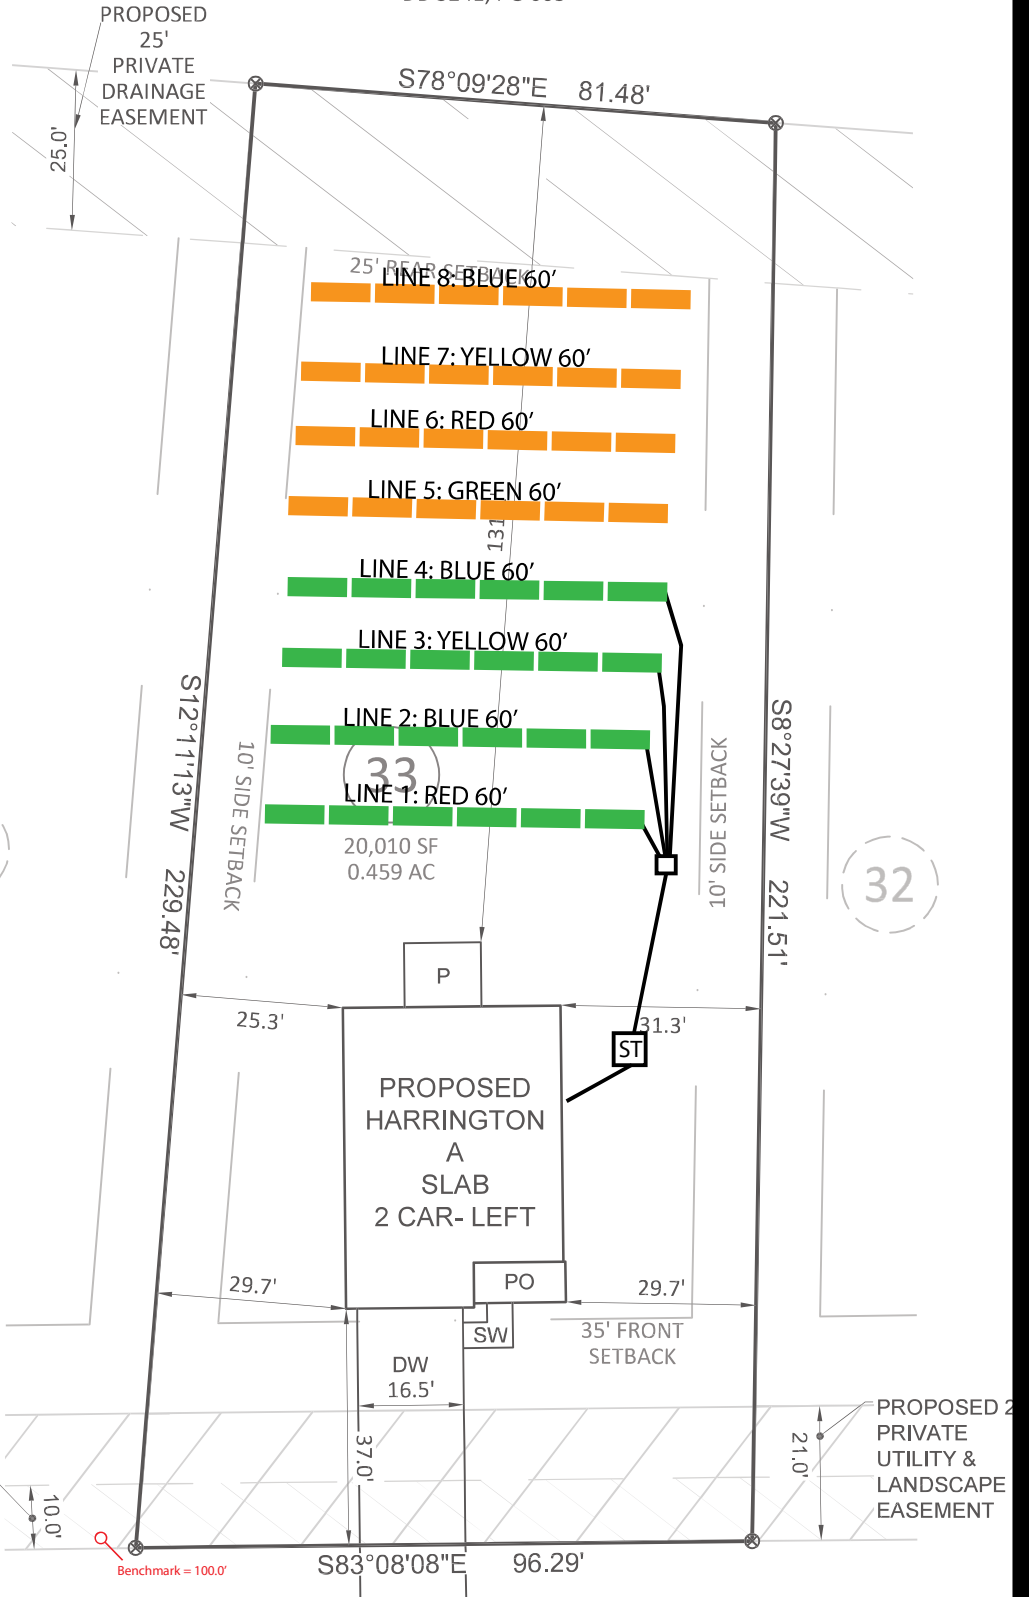 PROPOSED
25'
PRIVATE
DRAINAGE
EASEMENT
25.0'
S78°09'28"E 81.48'
25' REAR SETBACK
LINE 8: BLUE 60'
LINE 7: YELLOW 60'
LINE 6: RED 60'
LINE 5: GREEN 60'
131
LINE 4: BLUE 60'
LINE 3: YELLOW 60'
LINE 2: BLUE 60'
33
LINE 1: RED 60'
20,010 SF
0.459 AC
S12°11'13"W 229.48'
10' SIDE SETBACK
10' SIDE SETBACK
S8°27'39"W 221.51'
32
P
25.3'
31.3'
ST
PROPOSED
HARRINGTON
A
SLAB
2 CAR- LEFT
PO
29.7'
29.7'
SW
35' FRONT
SETBACK
DW
16.5'
37.0'
21.0'
PROPOSED 2
PRIVATE
UTILITY &
LANDSCAPE
EASEMENT
10.0'
Benchmark = 100.0'
S83°08'08"E 96.29'